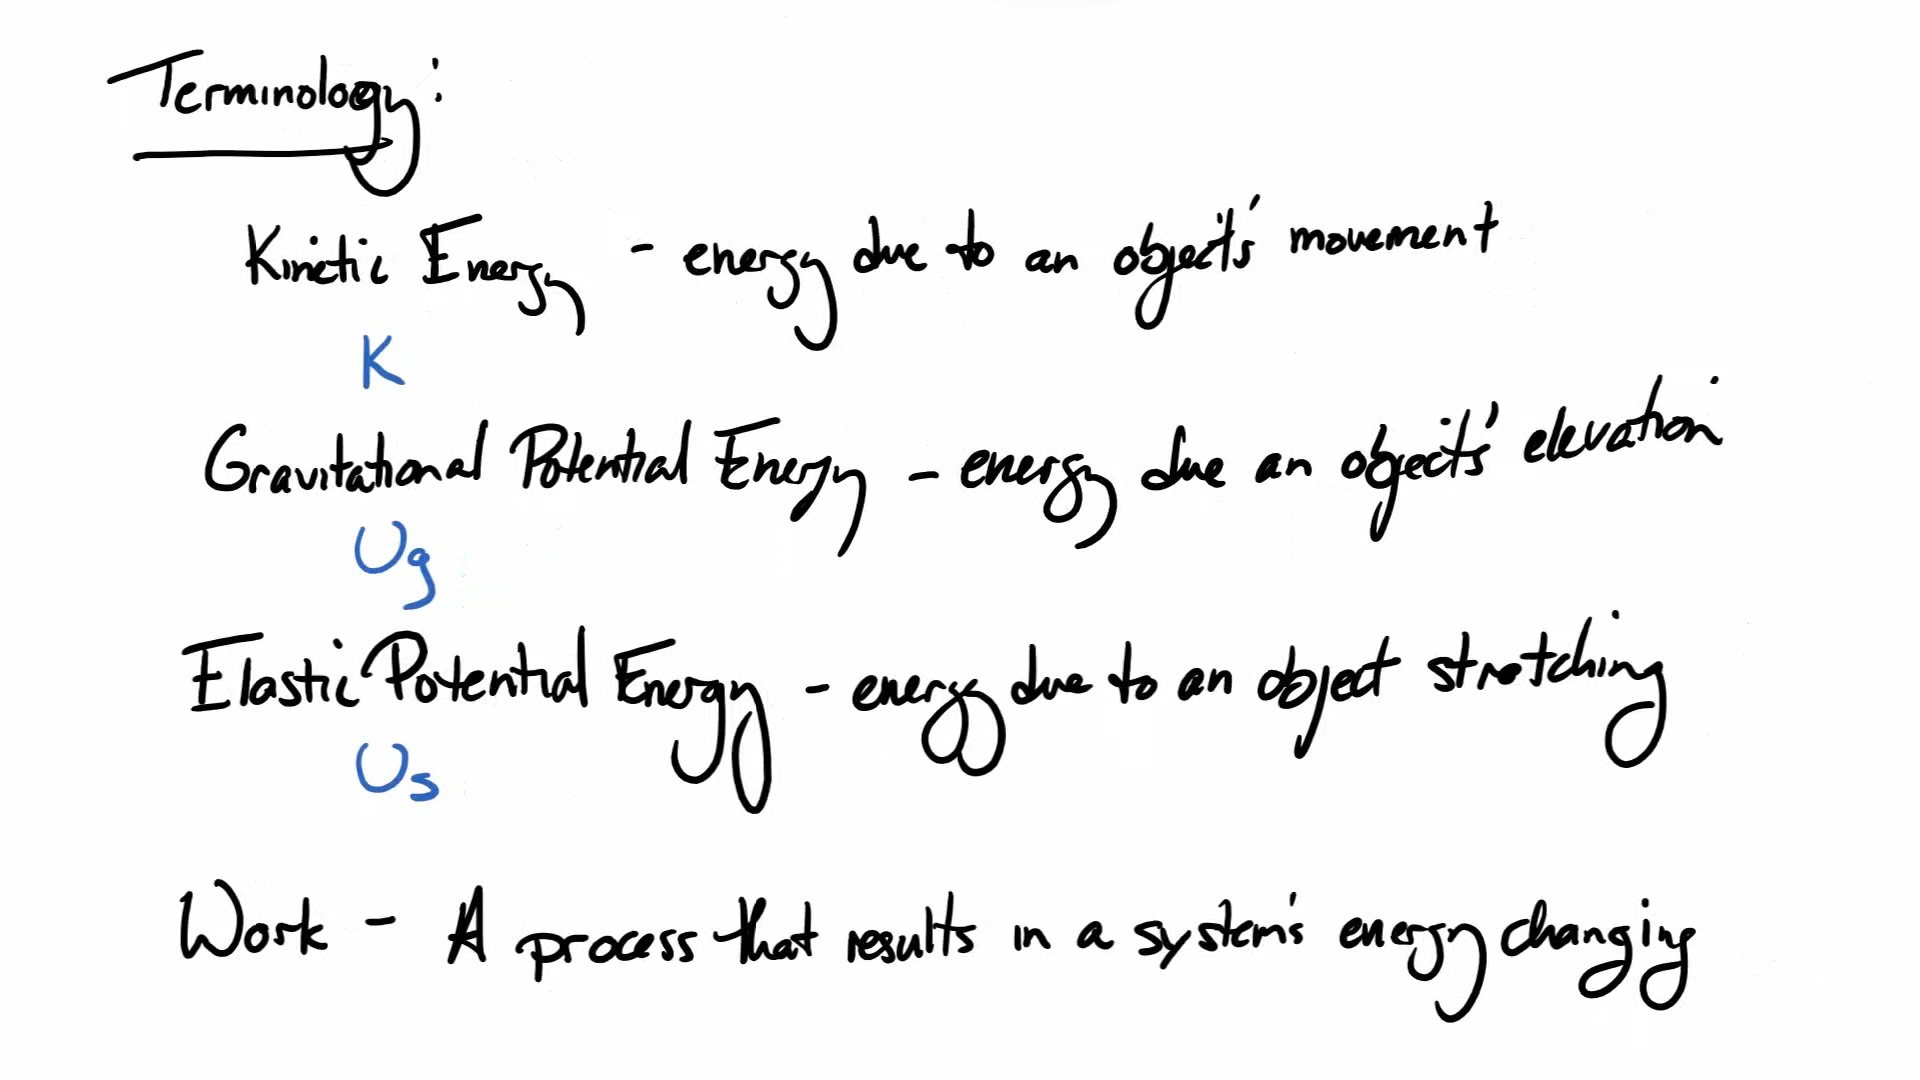 Terminology:
Kinetic Energy - energy due to an objects' movement
K
Gravitational Potential Energy - energy due an objects' elevation
Ug
Elastic Potential Energy - energy due to an object stretching
Us
Work - A process that results in a system's energy changing